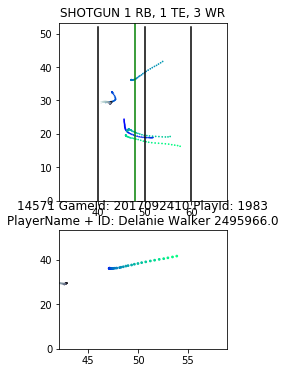 SHOTGUN 1 RB, 1 TE, 3 WR
50
40
30
20
10
0
40 50 60
14571 GameId: 2017092410 PlayId: 1983
PlayerName + ID: Delanie Walker 2495966.0
40
20
0
45 50 55